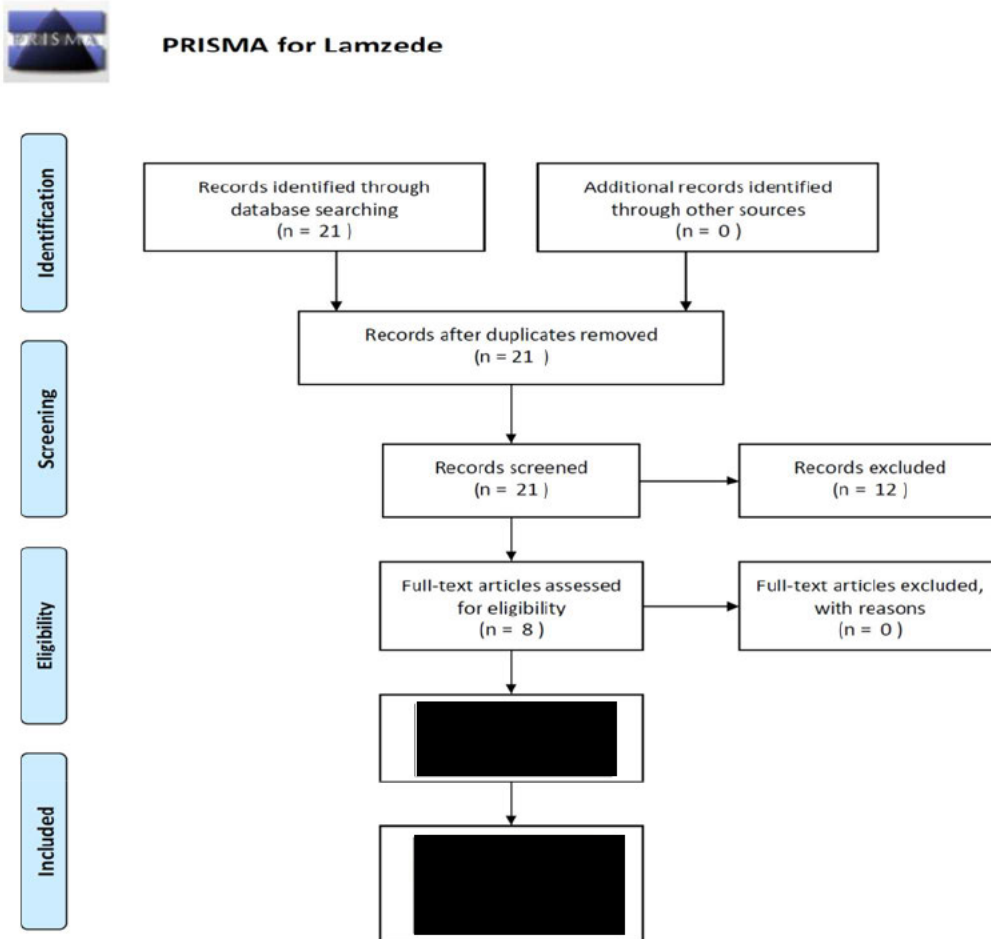 PRISMA
PRISMA for Lamzede
Identification
Records identified through
database searching
(n = 21 )
Additional records identified
through other sources
(n = 0 )
Records after duplicates removed
(n = 21 )
Screening
Records screened
(n = 21 )
Records excluded
(n = 12 )
Eligibility
Full-text articles assessed
for eligibility
(n = 8 )
Full-text articles excluded,
with reasons
(n = 0 )
Included